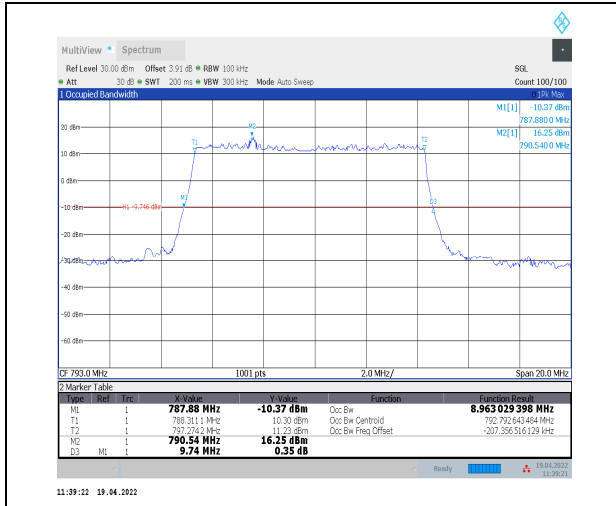 MultiView Spectrum
Ref Level 30.00 dBm Offset 3.91 dB RBW 100 kHz SGL
Att 30 dB SWT 200 ms VBW 300 kHz Mode Auto Sweep Count 100/100
1 Occupied Bandwidth 1Pk Max
M1[1] -10.37 dBm
787.880 0 MHz
M2[1] 16.25 dBm
790.540 0 MHz
20 dBm
M2
T1
T2
10 dBm
0 dBm
M1
D3
-10 dBm
H1 -9.746 dBm
-20 dBm
-30 dBm
-50 dBm
-60 dBm
CF 793.0 MHz 1001 pts 2.0 MHz/ Span 20.0 MHz
2 Marker Table
Type Ref Trc X-Value Y-Value Function Function Result
M1 1 787.88 MHz -10.37 dBm Occ Bw 8.963 029 398 MHz
T1 1 788.311 1 MHz 10.30 dBm Occ Bw Centroid 792.792 643 484 MHz
T2 1 797.274 2 MHz 11.23 dBm Occ Bw Freq Offset -207.356 516 129 kHz
M2 1 790.54 MHz 16.25 dBm
D3 M1 1 9.74 MHz 0.35 dB
Ready 19.04.2022
11:39:21
11:39:22 19.04.2022